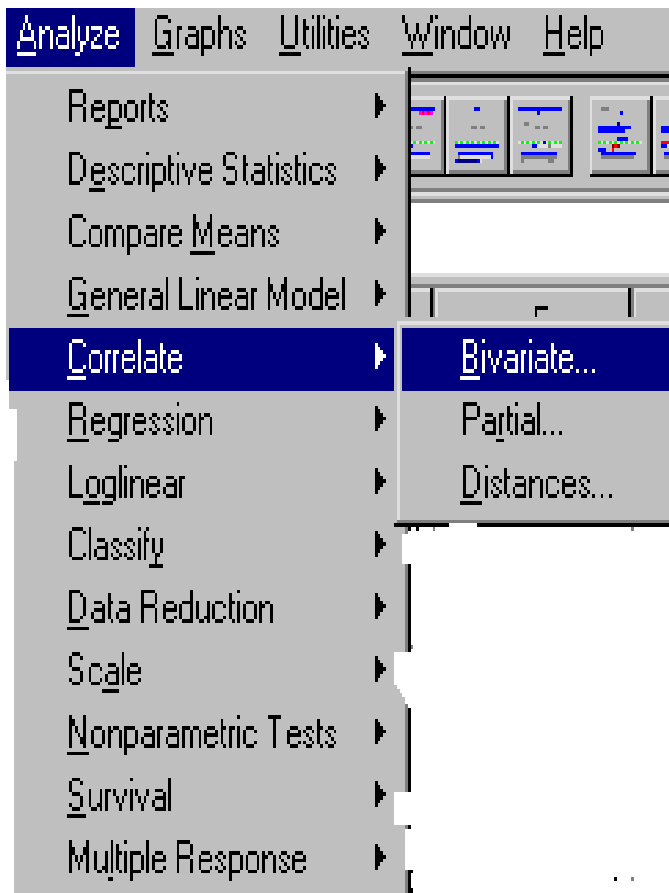 Analyze Graphs Utilities Window Help
Reports
Descriptive Statistics
Compare Means
General Linear Model
Correlate
Regression
Loglinear
Classify
Data Reduction
Scale
Nonparametric Tests
Survival
Multiple Response
Bivariate...
Partial...
Distances...